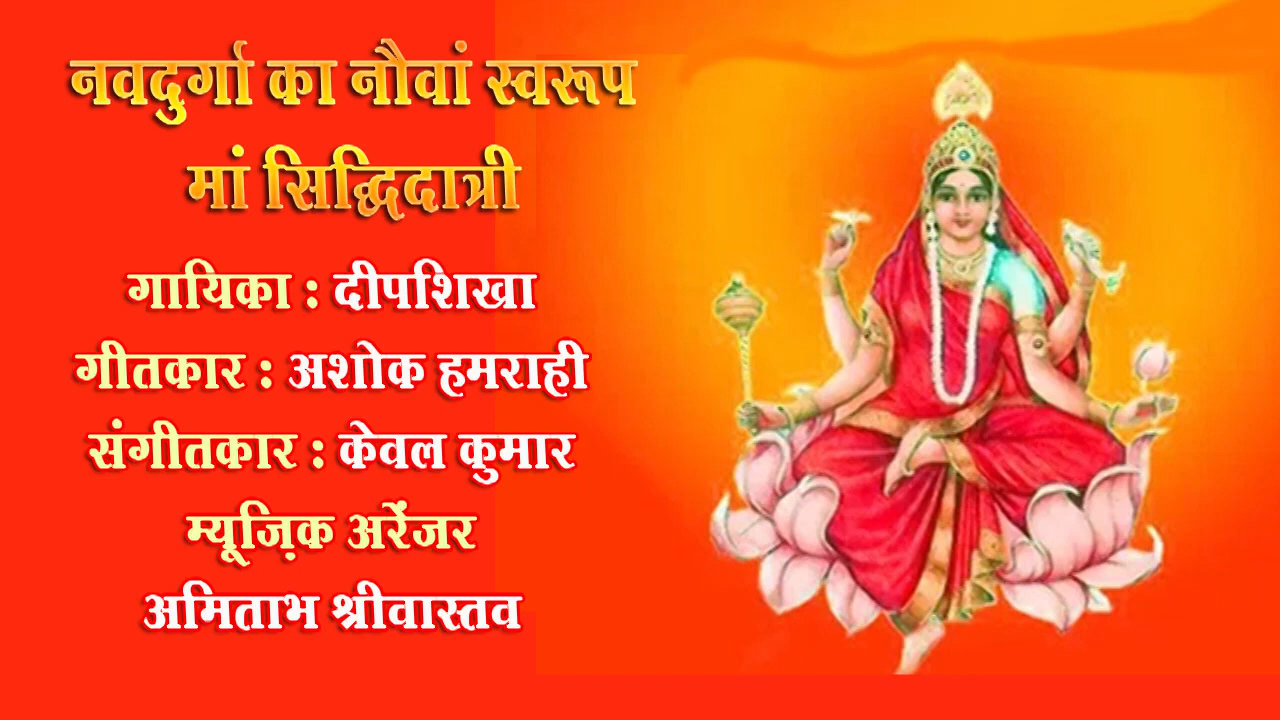 नवदुर्गा का नौवां स्वरूप
मां सिद्धिदात्री
गायिका : दीपशिखा
गीतकार : अशोक हमराही
संगीतकार : केवल कुमार
म्यूज़िक अरेंजर
अमिताभ श्रीवास्तव